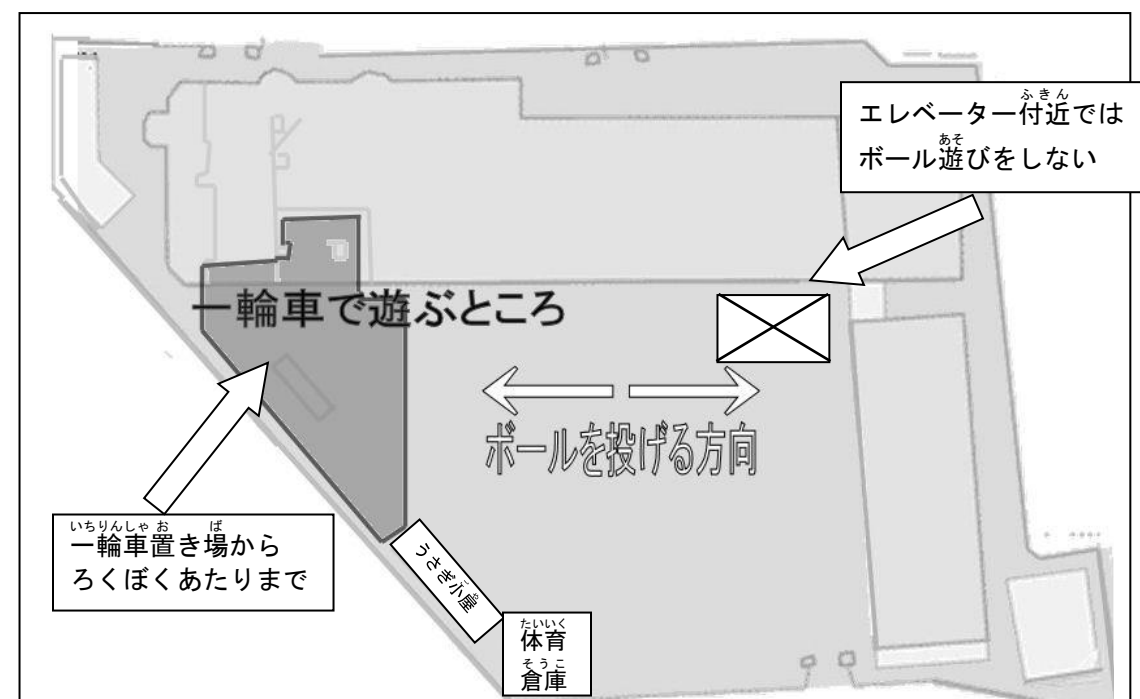 エレベーター付近では
ボール遊びをしない
一輪車で遊ぶところ
ボールを投げる方向
一輪車置き場から
ろくぼくあたりまで
うさぎ小屋
体育
倉庫